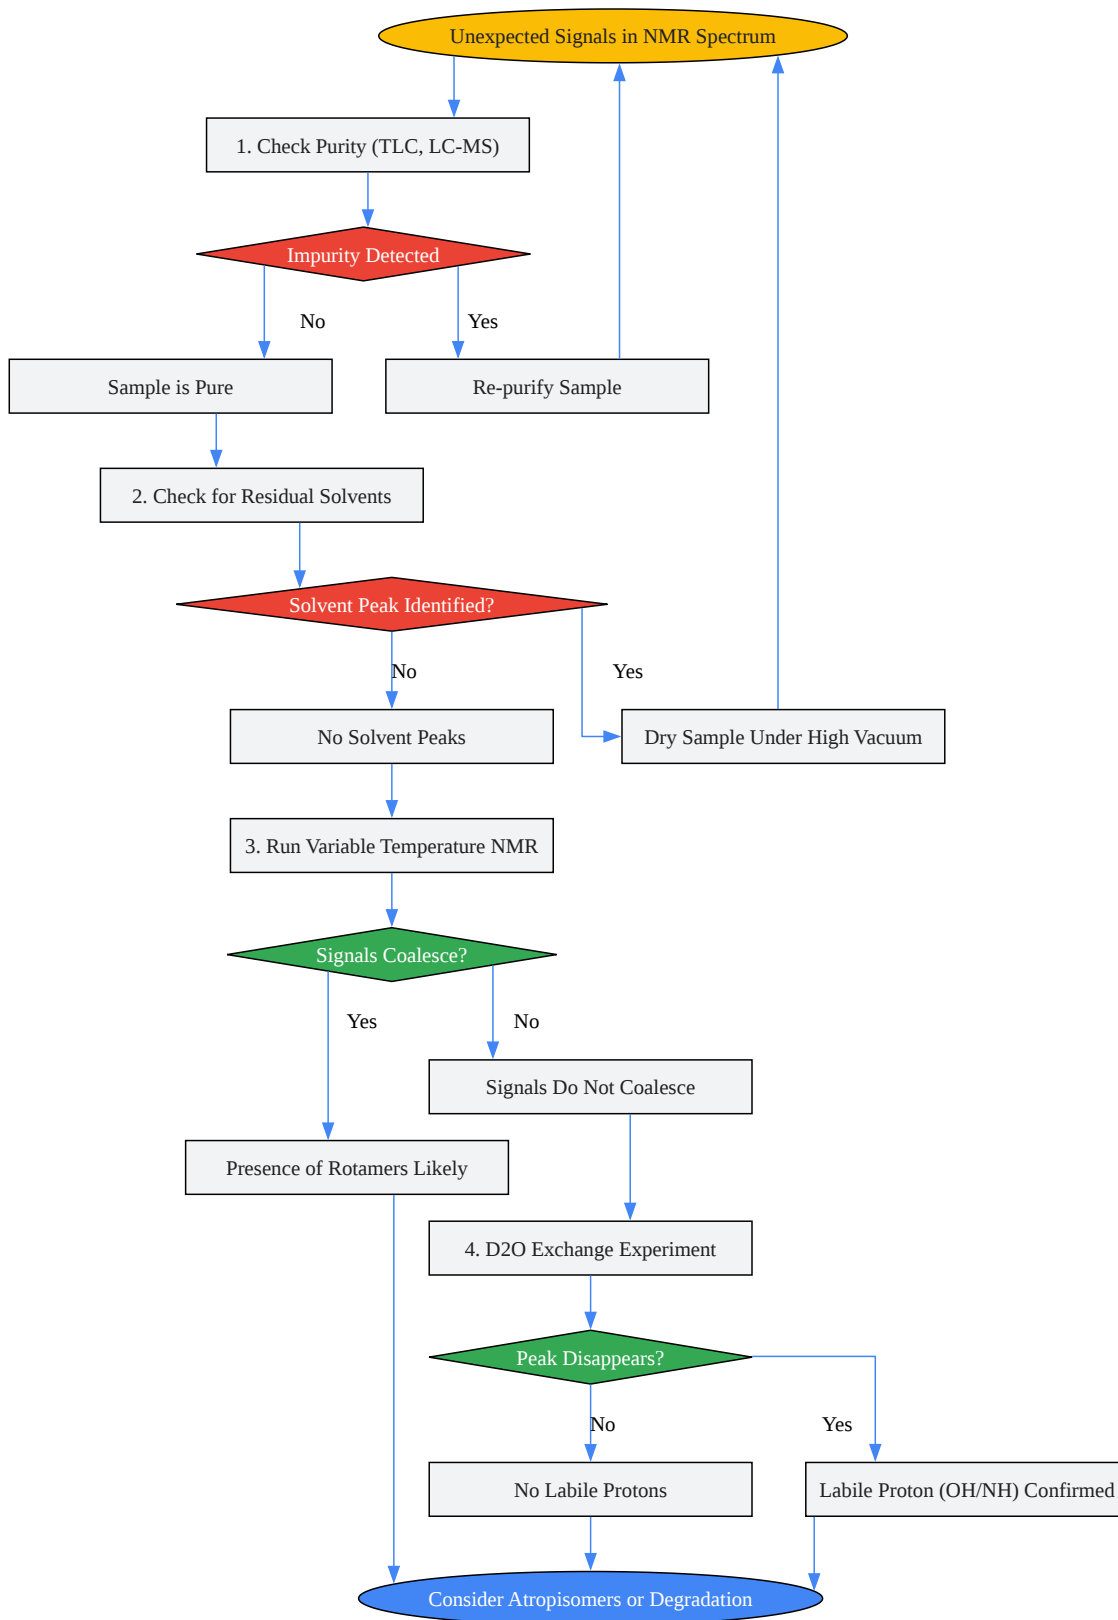 Unexpected Signals in NMR Spectrum
1. Check Purity (TLC, LC-MS)
Impurity Detected
No
Yes
Sample is Pure
Re-purify Sample
2. Check for Residual Solvents
Solvent Peak Identified?
No
Yes
No Solvent Peaks
Dry Sample Under High Vacuum
3. Run Variable Temperature NMR
Signals Coalesce?
Yes
No
Signals Do Not Coalesce
Presence of Rotamers Likely
4. D2O Exchange Experiment
Peak Disappears?
No
Yes
No Labile Protons
Labile Proton (OH/NH) Confirmed
Consider Atropisomers or Degradation